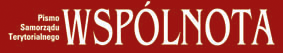 Pismo
Samorządu
Terytorialnego
WSPÓLNOTA